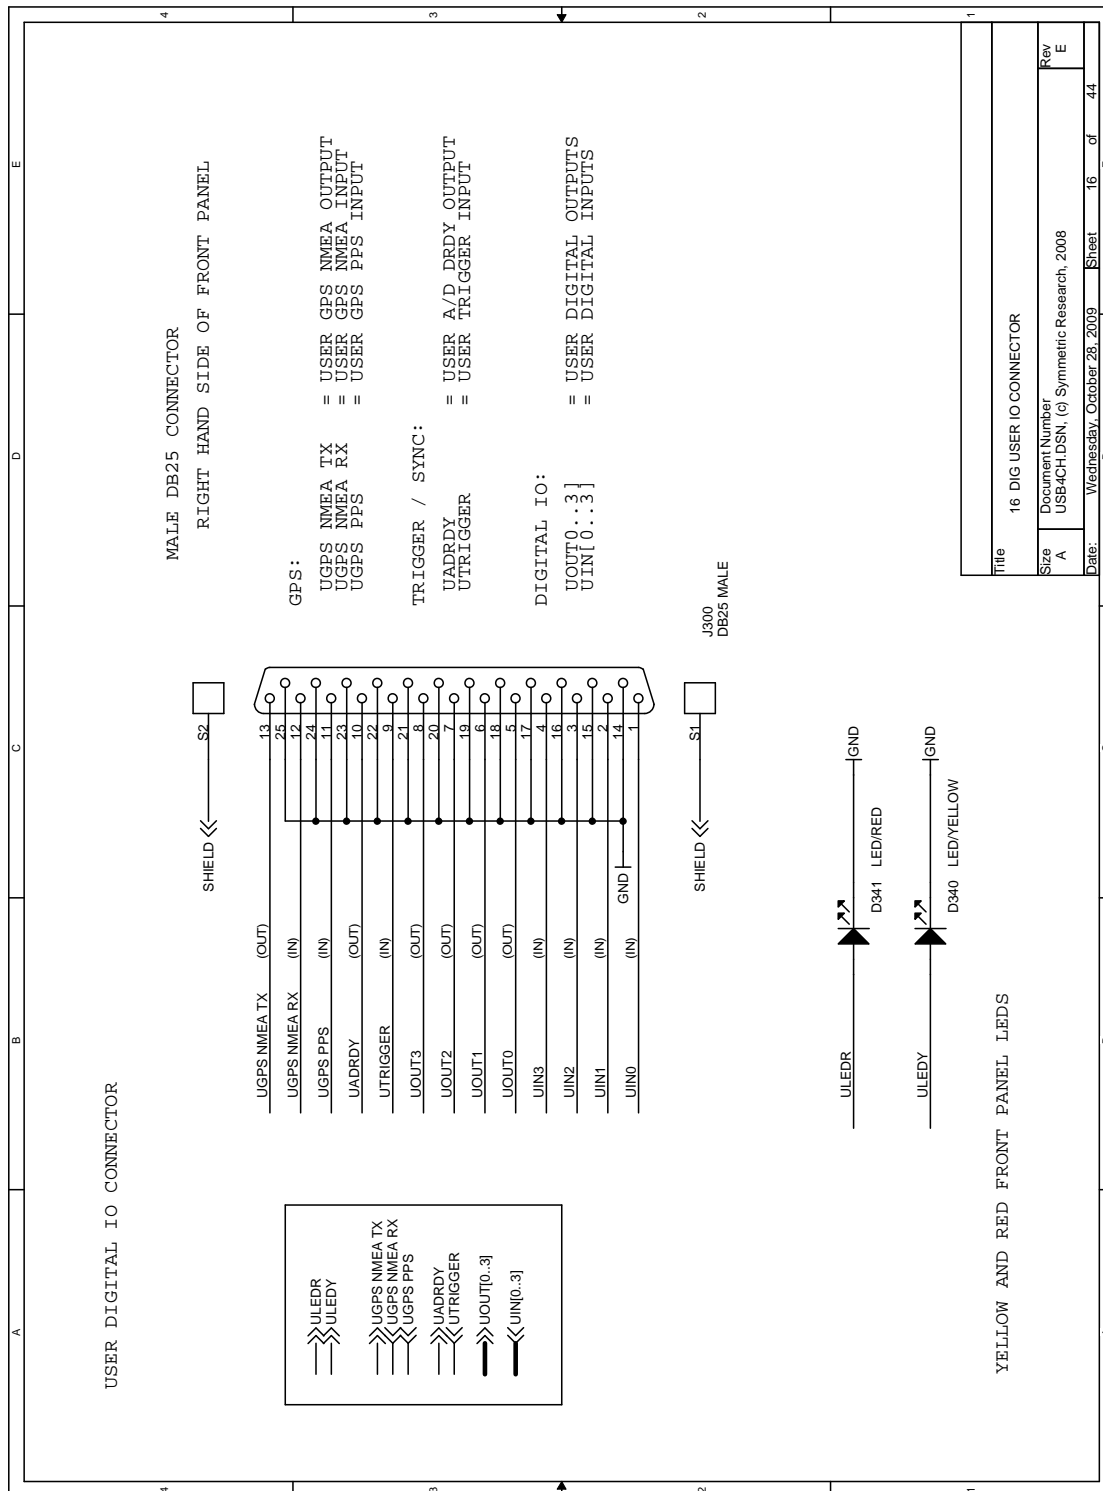 A
B
C
D
E
4
3
2
1
USER DIGITAL IO CONNECTOR
MALE DB25 CONNECTOR
RIGHT HAND SIDE OF FRONT PANEL
ULEDR
ULEDY
UGPS NMEA TX
UGPS NMEA RX
UGPS PPS
UADRDY
UTRIGGER
UOUT[0..3]
UIN[0..3]
SHIELD
S2
UGPS NMEA TX (OUT) 13
25
UGPS NMEA RX (IN) 12
24
UGPS PPS (IN) 11
23
UADRDY (OUT) 10
22
UTRIGGER (IN) 9
21
UOUT3 (OUT) 8
20
UOUT2 (OUT) 7
19
UOUT1 (OUT) 6
18
UOUT0 (OUT) 5
17
UIN3 (IN) 4
16
UIN2 (IN) 3
15
UIN1 (IN) 2
14
UIN0 (IN) 1
GND
SHIELD
S1
J300
DB25 MALE
GPS:
UGPS NMEA TX = USER GPS NMEA OUTPUT
UGPS NMEA RX = USER GPS NMEA INPUT
UGPS PPS = USER GPS PPS INPUT
TRIGGER / SYNC:
UADRDY = USER A/D DRDY OUTPUT
UTRIGGER = USER TRIGGER INPUT
DIGITAL IO:
UOUT0..3] = USER DIGITAL OUTPUTS
UIN[0..3] = USER DIGITAL INPUTS
ULEDR
D341 LED/RED
GND
ULEDY
D340 LED/YELLOW
GND
YELLOW AND RED FRONT PANEL LEDS
Title
16 DIG USER IO CONNECTOR
Size
A
Document Number
USB4CH.DSN, (c) Symmetric Research, 2008
Rev
E
Date: Wednesday, October 28, 2009 Sheet 16 of 44
4
3
2